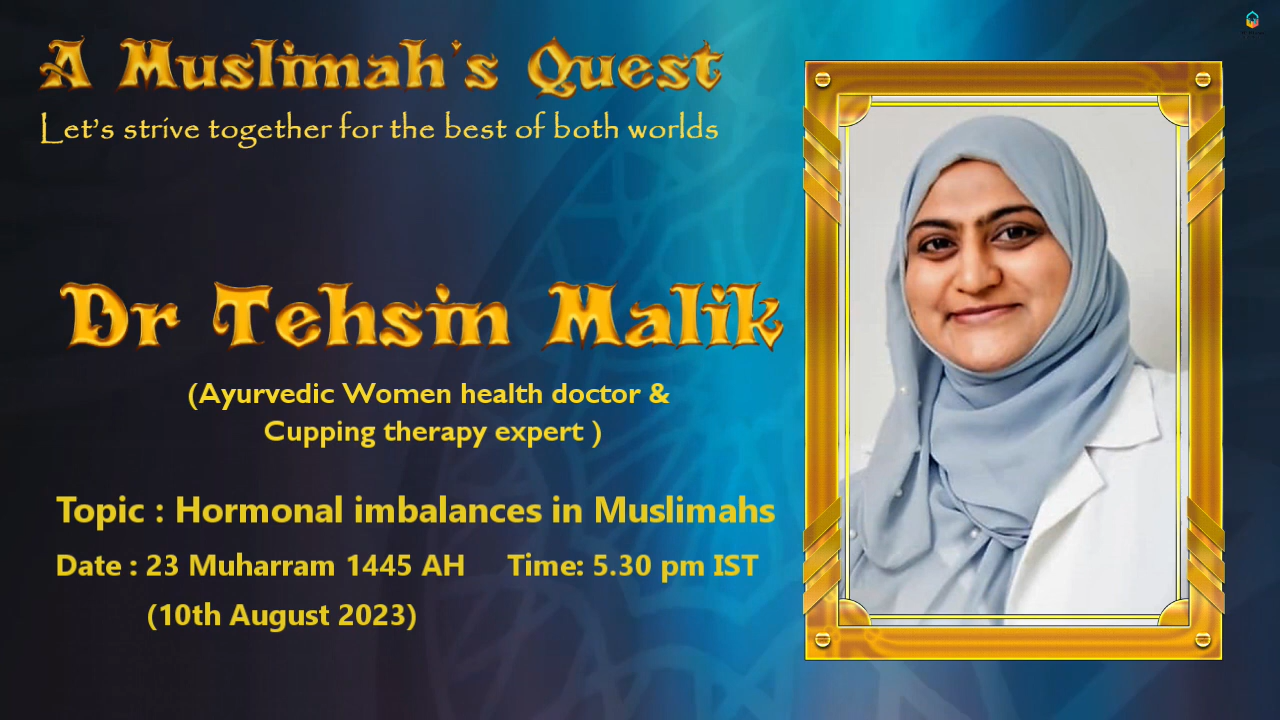 A Muslimah's Quest
Let's strive together for the best of both worlds
Dr Tehsin Malik
(Ayurvedic Women health doctor &
Cupping therapy expert )
Topic : Hormonal imbalances in Muslimahs
Date : 23 Muharram 1445 AH Time: 5.30 pm IST
(10th August 2023)